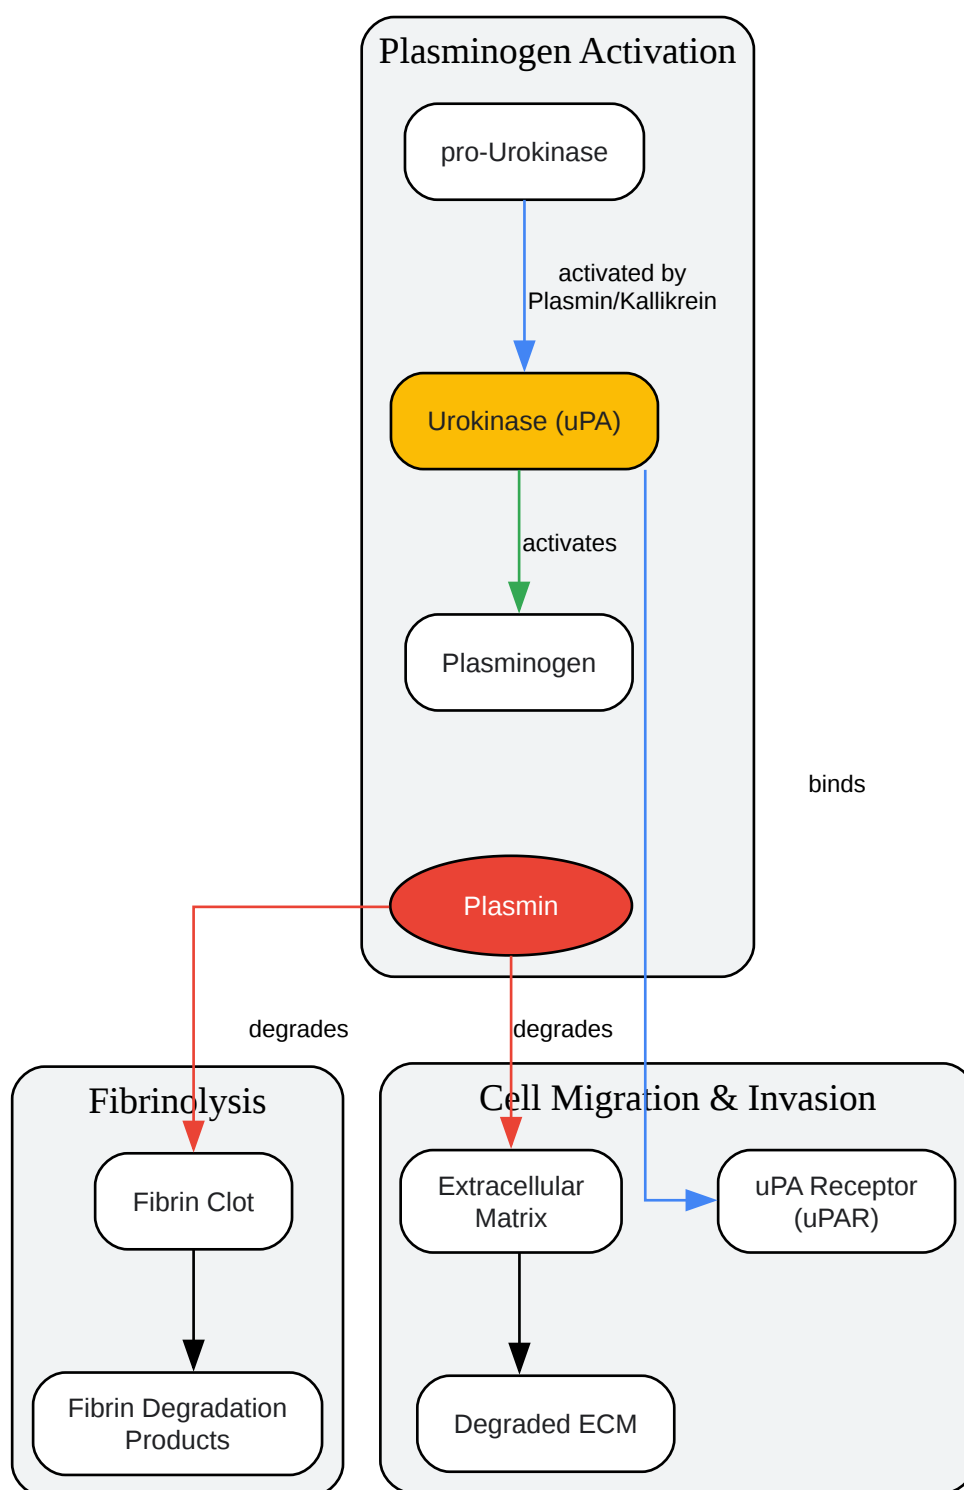 Plasminogen Activation
pro-Urokinase
activated by
Plasmin/Kallikrein
Urokinase (uPA)
activates
Plasminogen
binds
Plasmin
degrades
degrades
Fibrinolysis
Cell Migration & Invasion
Fibrin Clot
Extracellular
Matrix
uPA Receptor
(uPAR)
Fibrin Degradation
Products
Degraded ECM